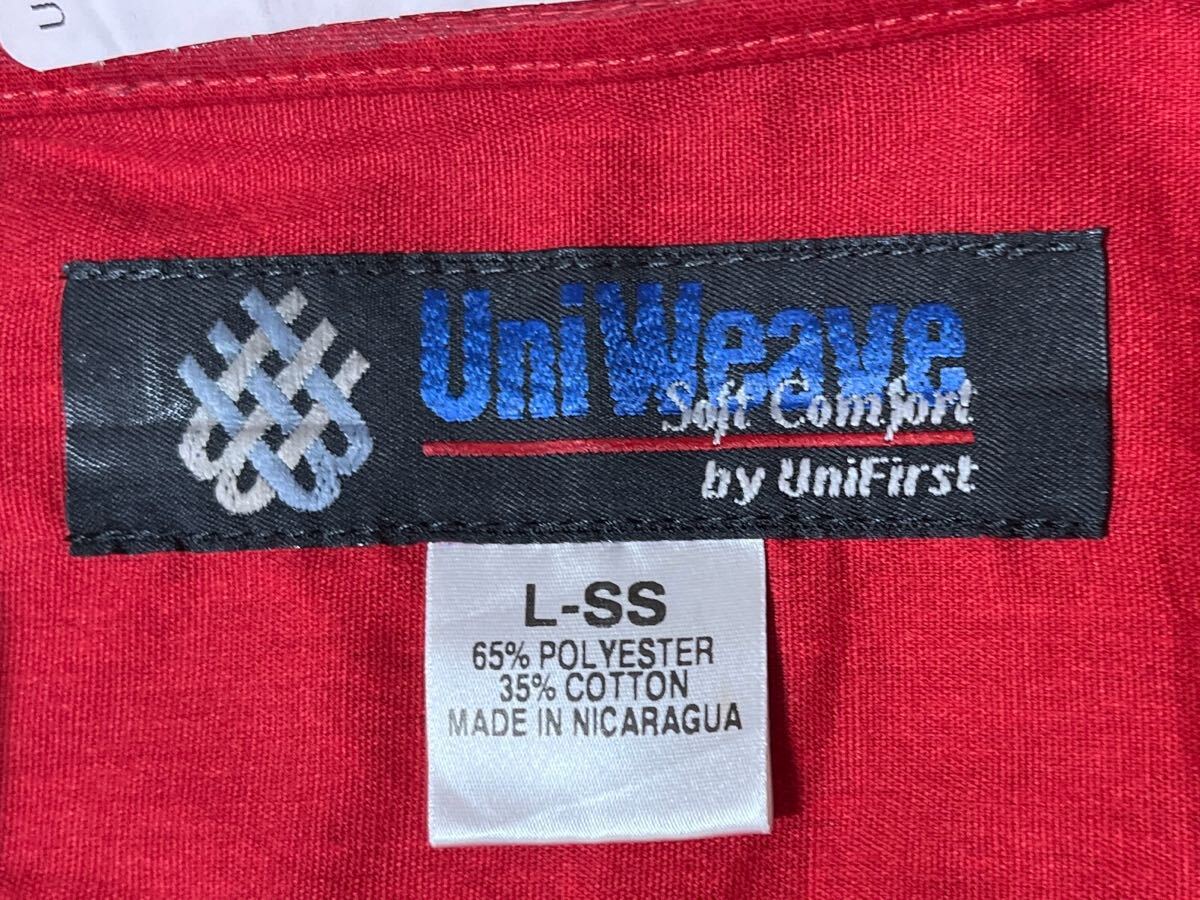 U
UniWeave
Soft Comfort
by UniFirst
L-SS
65% POLYESTER
35% COTTON
MADE IN NICARAGUA